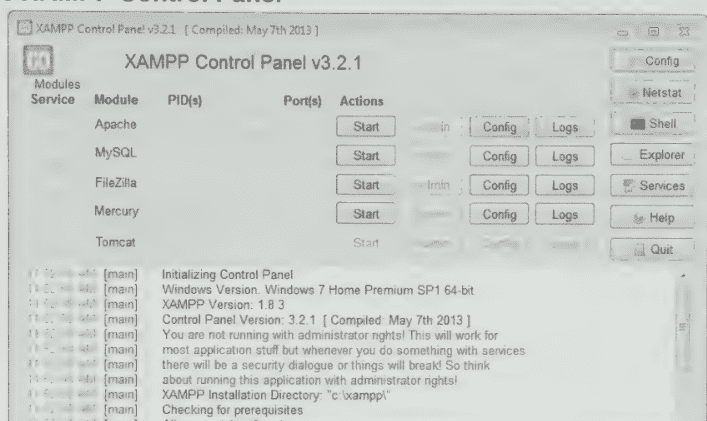 XAMPP Control Panel v3.2.1 [ Compiled: May 7th 2013 ]
XAMPP Control Panel v3.2.1
Config
Modules
Service Module PID(s) Port(s) Actions
Netstat
Apache Start Config Logs
Shell
MySQL Start Config Logs
Explorer
FileZilla Start Config Logs
Services
Mercury Start Config Logs
Help
Tomcat Start
Quit
[main] Initializing Control Panel
[main] Windows Version. Windows 7 Home Premium SP1 64-bit
[main] XAMPP Version: 1.8 3
[main] Control Panel Version: 3.2.1 [ Compiled: May 7th 2013 ]
[main] You are not running with administrator rights! This will work for
[main] most application stuff but whenever you do something with services
[main] there will be a security dialogue or things will break! So think
[main] about running this application with administrator rights!
[main] XAMPP Installation Directory: "c:\xampp\"
[main] Checking for prerequisites